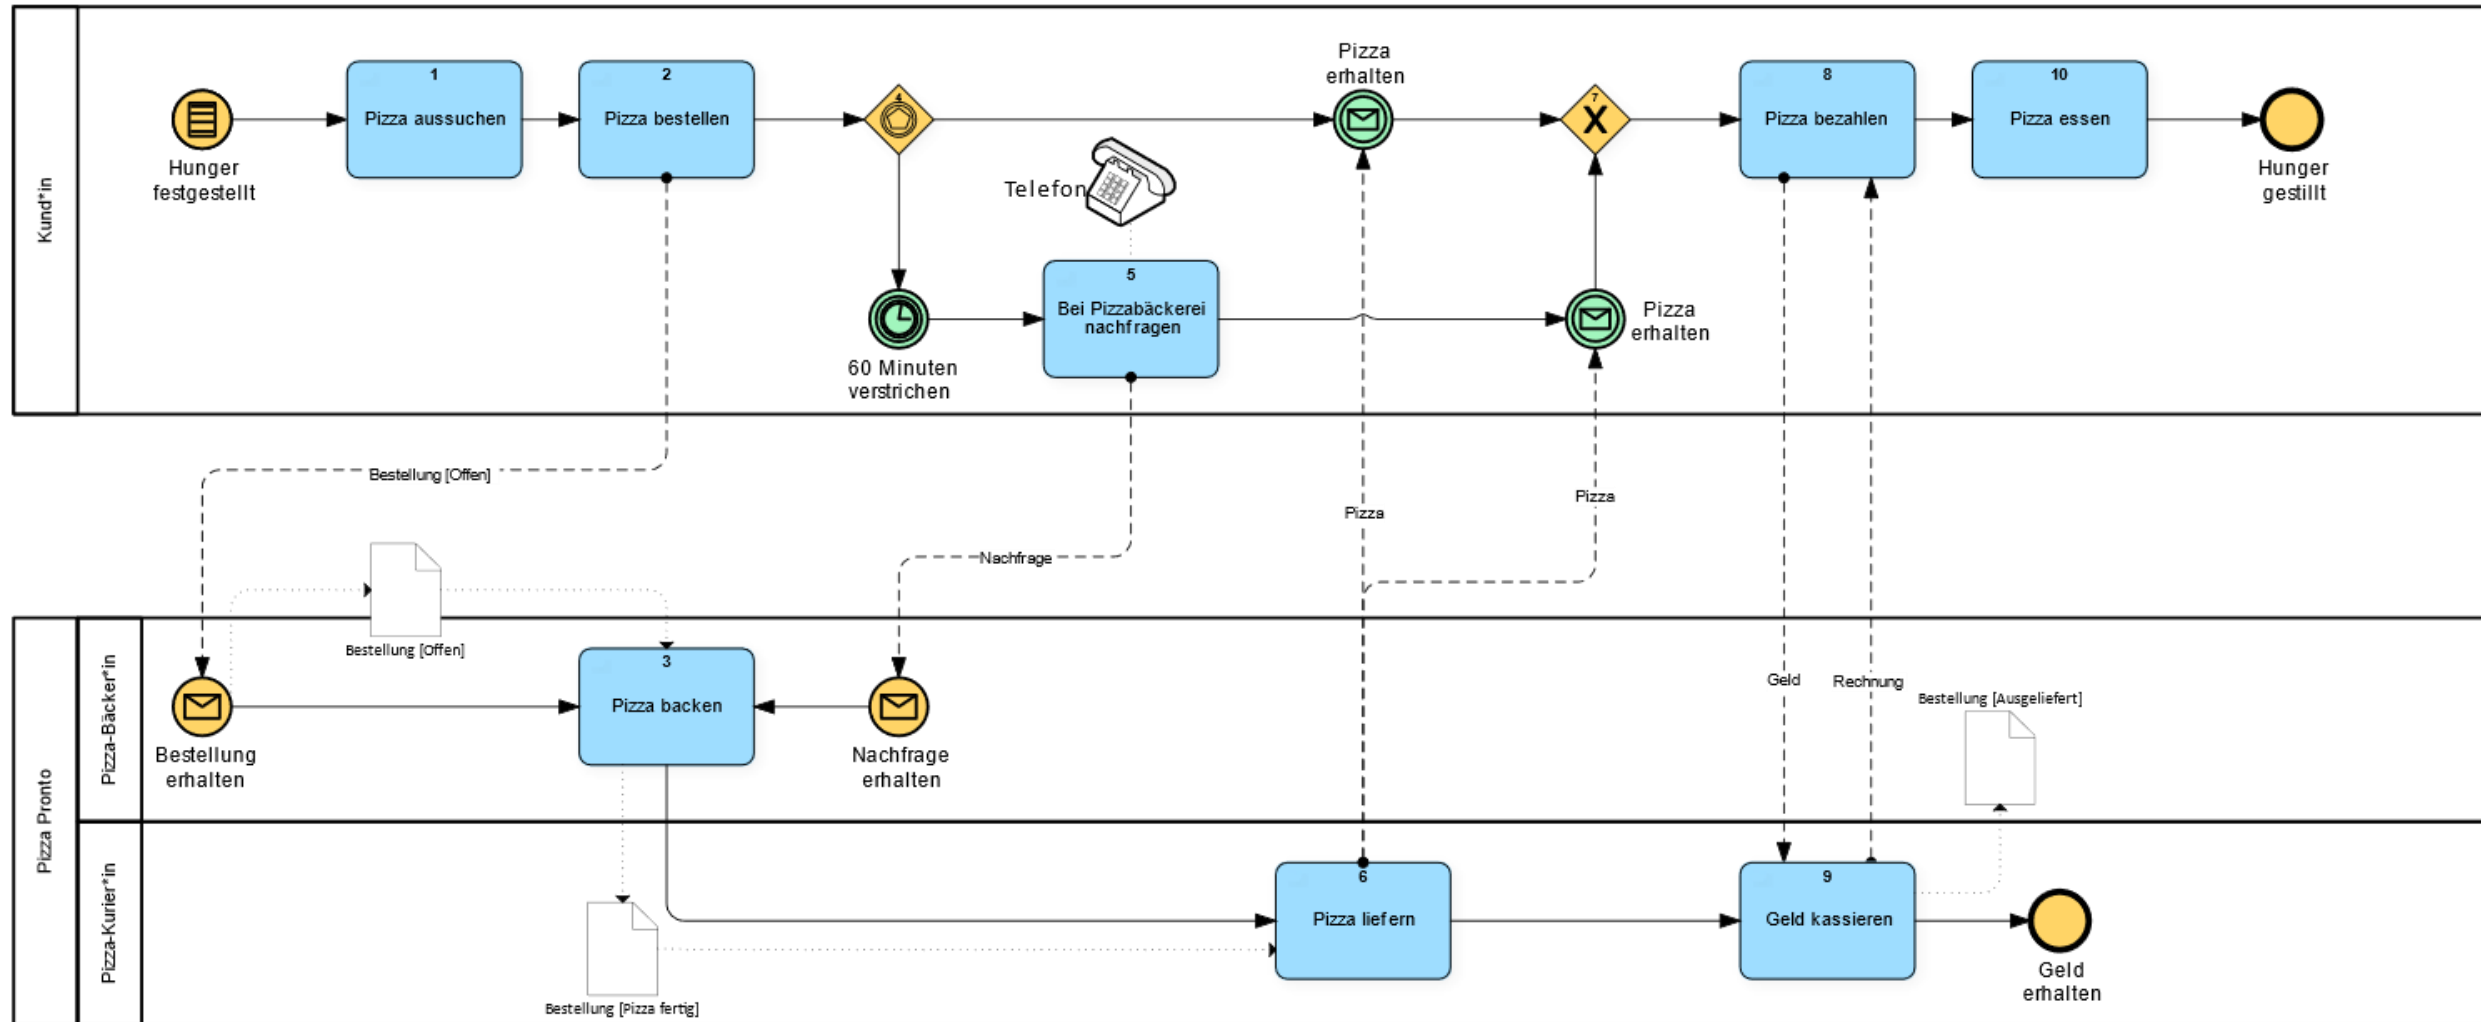 Kund*in
Hunger
festgestellt
1
Pizza aussuchen
2
Pizza bestellen
4
60 Minuten
verstrichen
Telefon
5
Bei Pizzabäckerei
nachfragen
Pizza
erhalten
7
X
Pizza
erhalten
8
Pizza bezahlen
10
Pizza essen
Hunger
gestillt
Bestellung [Offen]
Nachfrage
Pizza
Pizza
Geld
Rechnung
Pizza Pronto
Pizza-Bäcker*in
Bestellung
erhalten
Bestellung [Offen]
3
Pizza backen
Nachfrage
erhalten
Bestellung [Ausgeliefert]
Pizza-Kurier*in
Bestellung [Pizza fertig]
6
Pizza liefern
9
Geld kassieren
Geld
erhalten